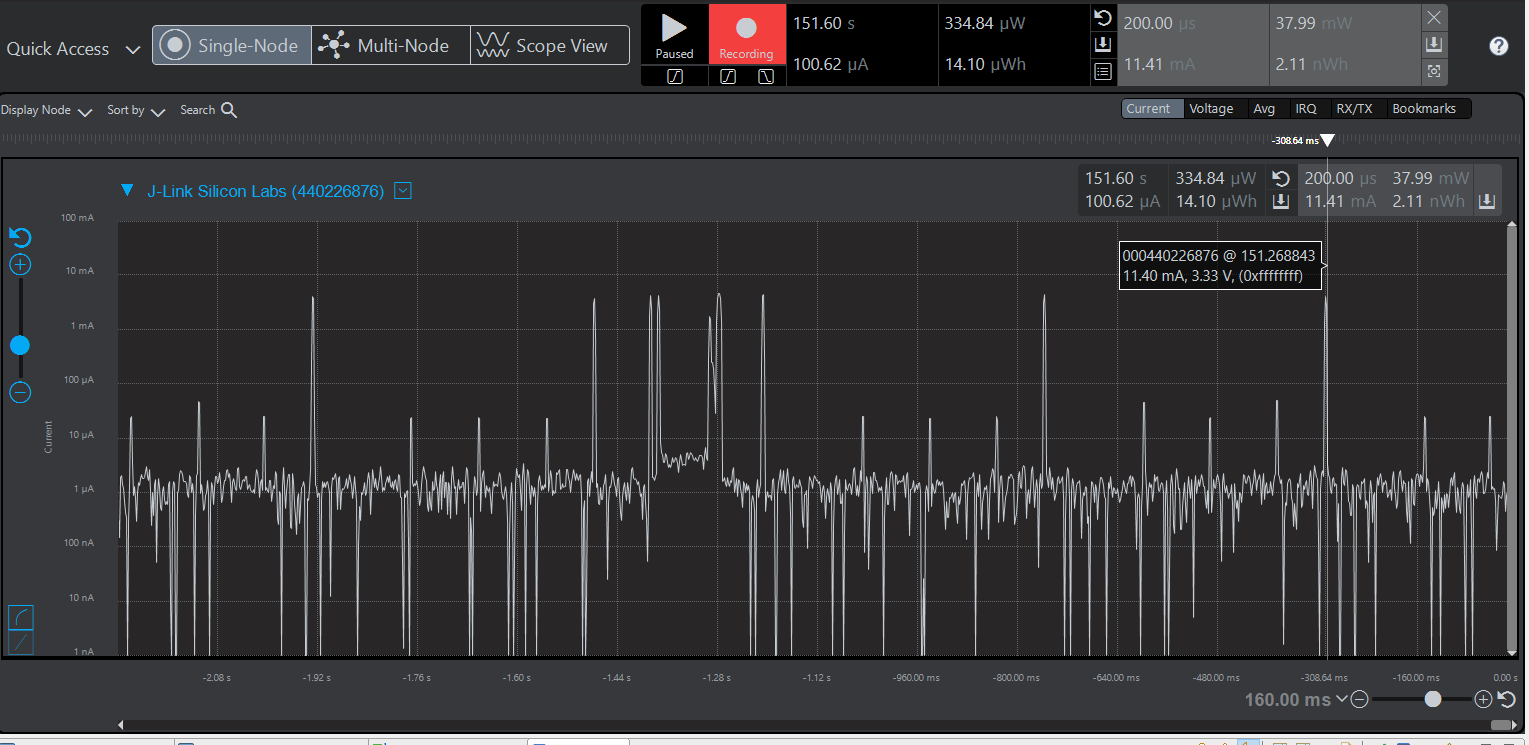 Quick Access
Single-Node
Multi-Node
Scope View
Paused
Recording
151.60 s
100.62 µA
334.84 µW
14.10 µWh
200.00 µs
11.41 mA
37.99 mW
2.11 nWh
?
Display Node
Sort by
Search
Current
Voltage
Avg
IRQ
RX/TX
Bookmarks
-308.64 ms
J-Link Silicon Labs (440226876)
151.60 s
334.84 µW
200.00 µs
37.99 mW
100.62 µA
14.10 µWh
11.41 mA
2.11 nWh
000440226876 @ 151.268843
11.40 mA, 3.33 V, (0xffffffff)
100 mA
10 mA
1 mA
100 µA
10 µA
1 µA
100 nA
10 nA
1 nA
Current
-2.08 s
-1.92 s
-1.76 s
-1.60 s
-1.44 s
-1.28 s
-1.12 s
-960.00 ms
-800.00 ms
-640.00 ms
-480.00 ms
-308.64 ms
-160.00 ms
0.00 s
160.00 ms